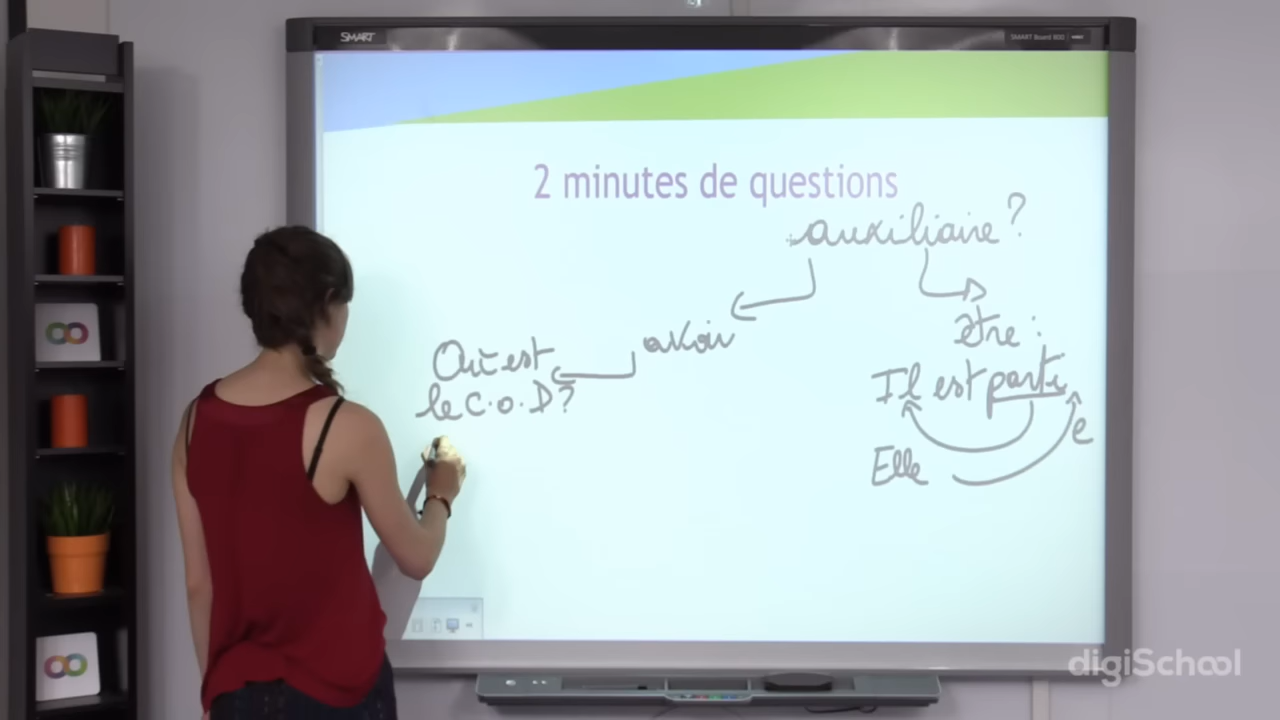 SMART
SMART Board 800
2 minutes de questions
auxiliaire ?
avoir
être :
Où est
le C.O.D ?
Il est parti
e
Elle
digiSchool